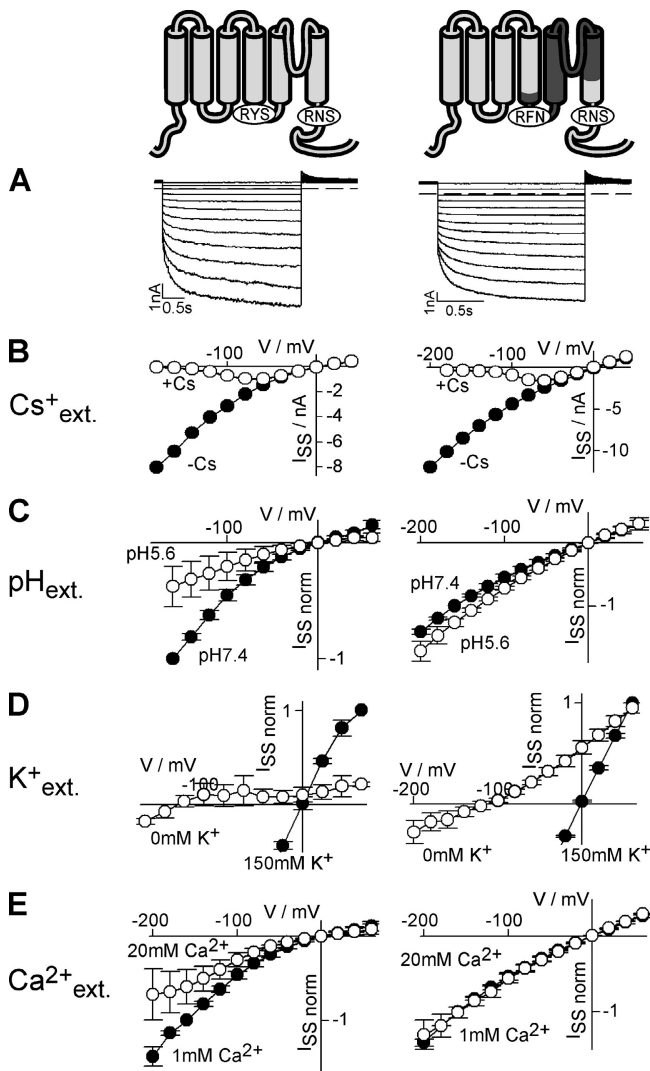 RYS RNS RFN RNS
A
1nA 0.5s 1nA 0.5s
B
Cs+ext.
-100 V / mV
+Cs
-Cs
-2
-4
-6
-8
ISS / nA
-200 -100 V / mV
+Cs
-Cs
-5
-10
ISS / nA
C
pHext.
-100 V / mV
pH5.6
pH7.4
ISS norm
-1
-200 -100 V / mV
pH7.4
pH5.6
ISS norm
-1
D
K+ext.
1
ISS norm
V / mV
-100
0mM K+
150mM K+
1
ISS norm
V / mV
-200 -100
0mM K+
150mM K+
E
Ca2+ext.
V / mV
-200 -100
20mM Ca2+
1mM Ca2+
ISS norm
-1
V / mV
-200 -100
20mM Ca2+
1mM Ca2+
ISS norm
-1